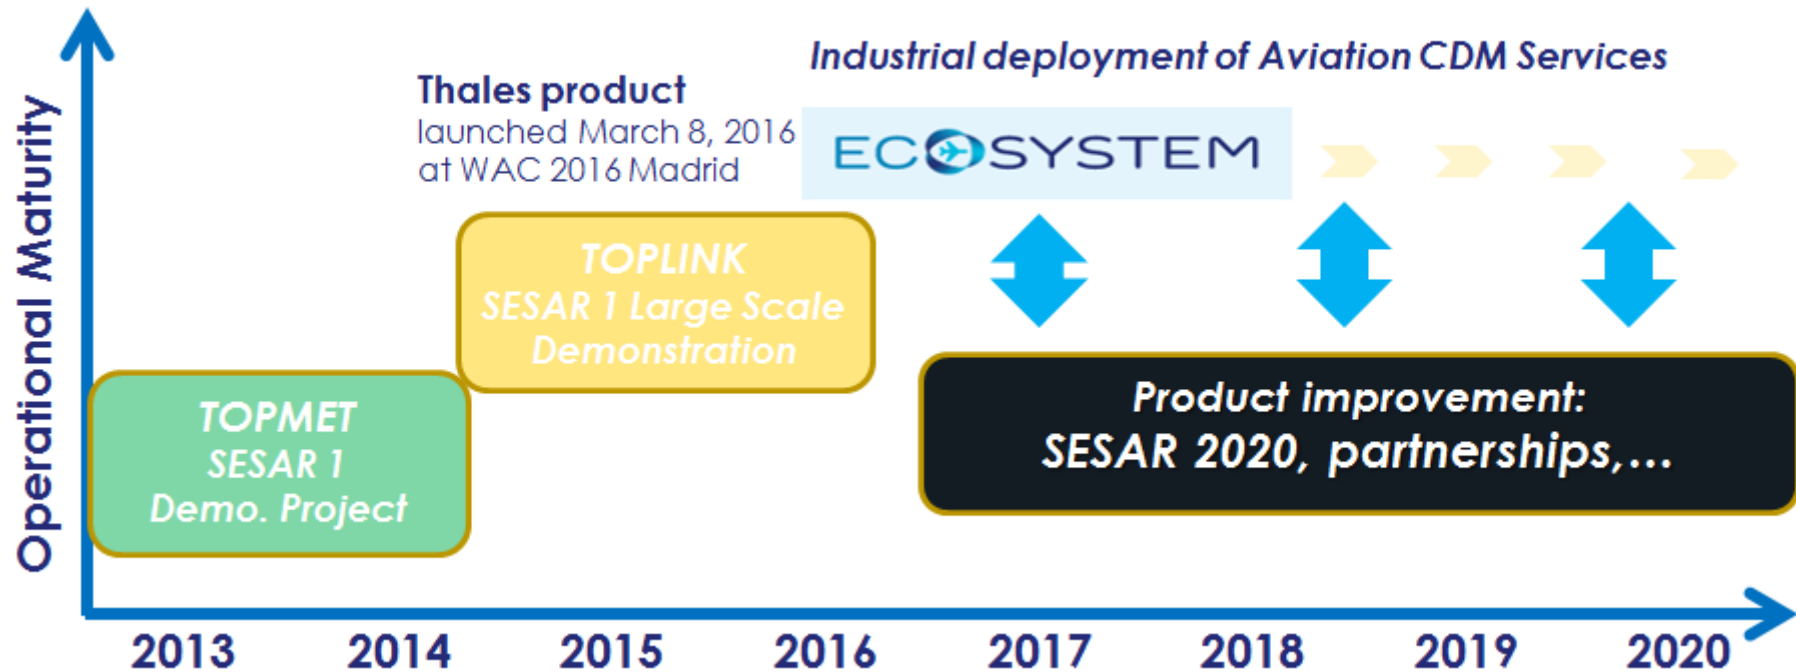 Operational Maturity
Industrial deployment of Aviation CDM Services
Thales product
launched March 8, 2016
at WAC 2016 Madrid
ECOSYSTEM
TOPLINK
SESAR 1 Large Scale
Demonstration
TOPMET
SESAR 1
Demo. Project
Product improvement:
SESAR 2020, partnerships,...
2013 2014 2015 2016 2017 2018 2019 2020